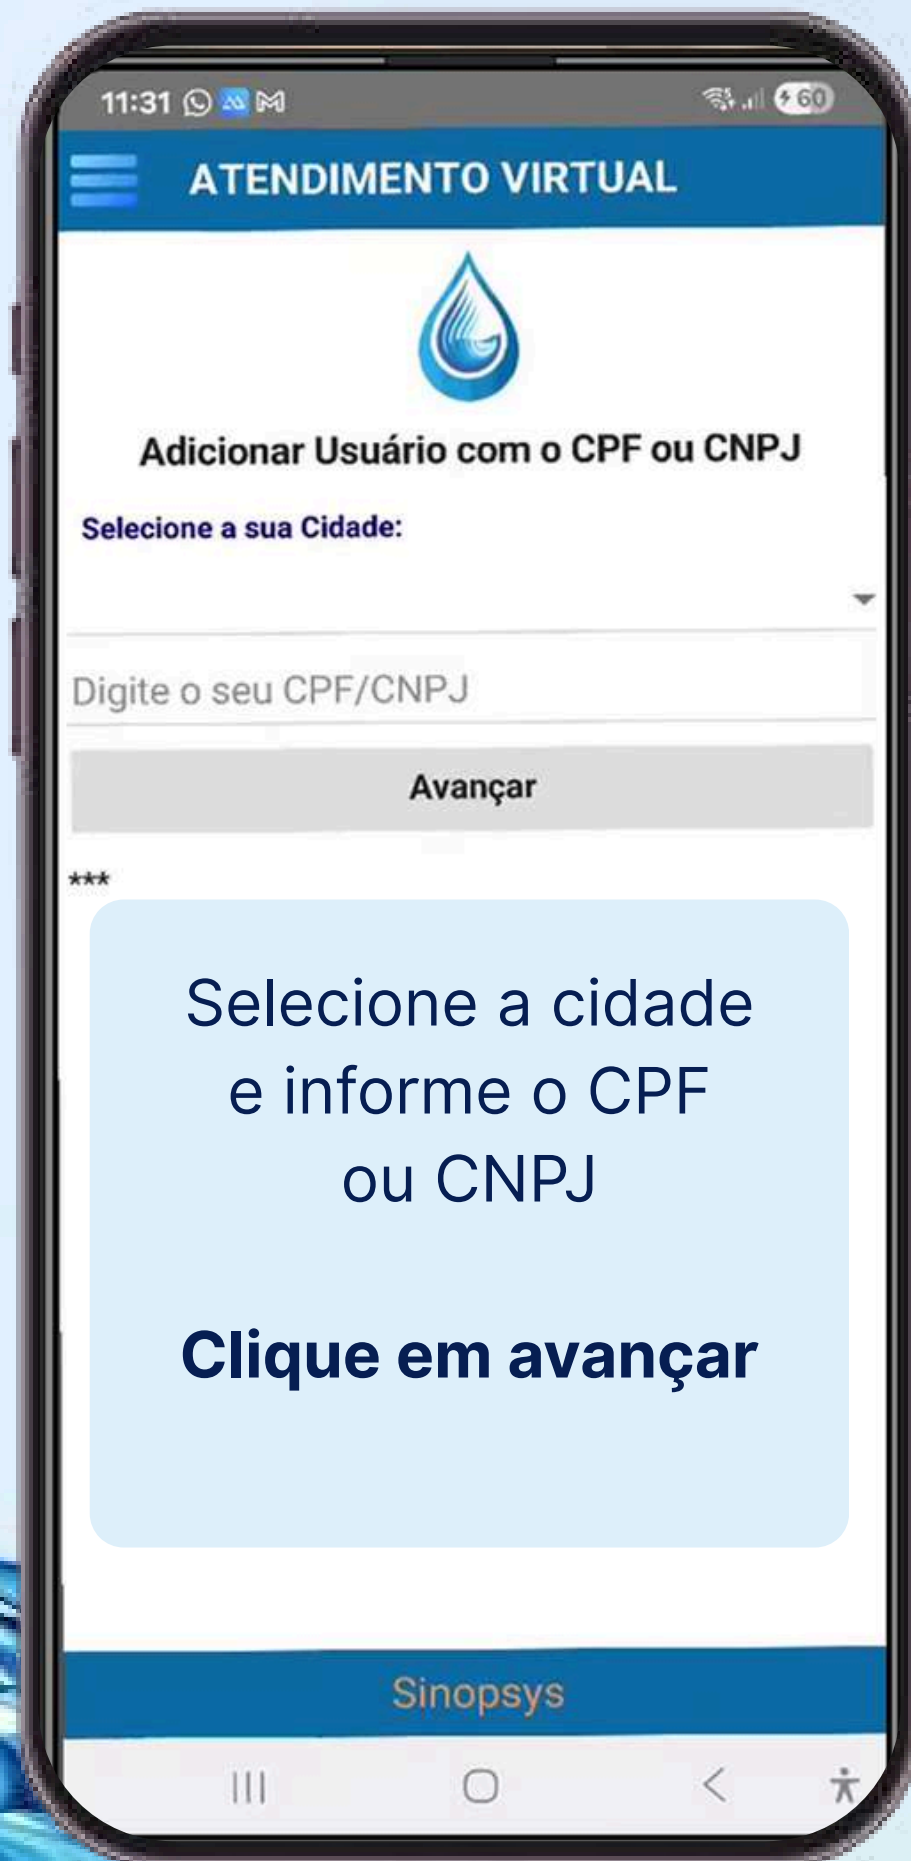 11:31
60
ATENDIMENTO VIRTUAL
Adicionar Usuário com o CPF ou CNPJ
Selecione a sua Cidade:
Digite o seu CPF/CNPJ
Avançar
***
Selecione a cidade
e informe o CPF
ou CNPJ
Clique em avançar
Sinopsys